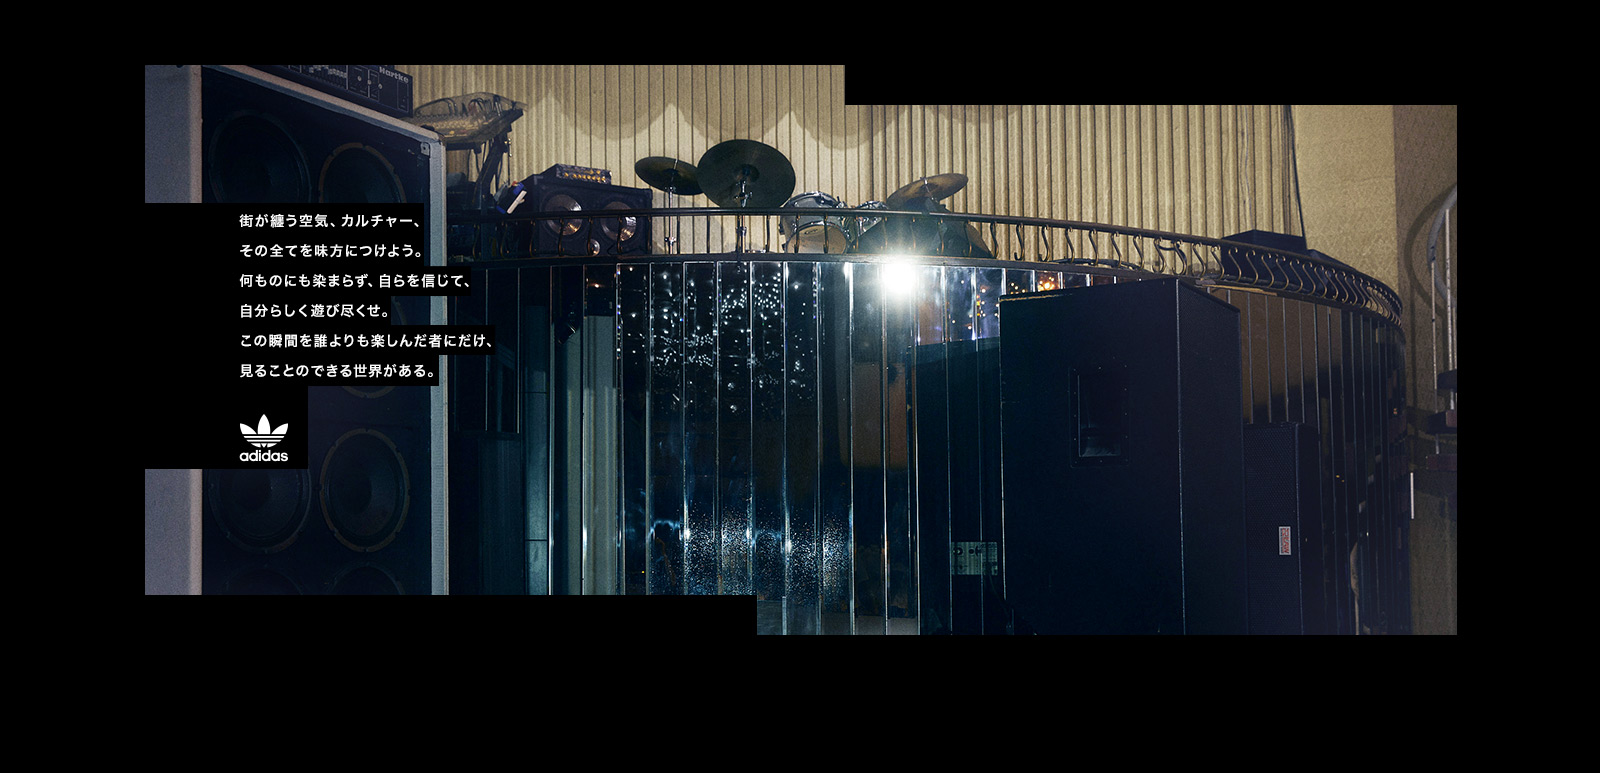 Hartke
街が纏う空気、カルチャー、
その全てを味方につけよう。
何ものにも染まらず、自らを信じて、
自分らしく遊び尽くせ。
この瞬間を誰よりも楽しんだ者にだけ、
見ることのできる世界がある。
adidas